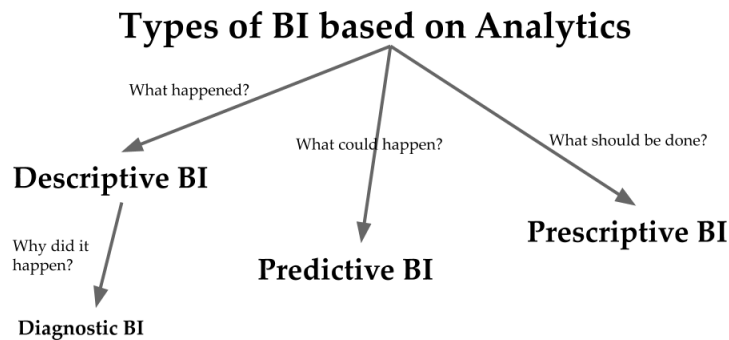 Types of BI based on Analytics
What happened?
What could happen?
What should be done?
Descriptive BI
Prescriptive BI
Why did it
happen?
Predictive BI
Diagnostic BI